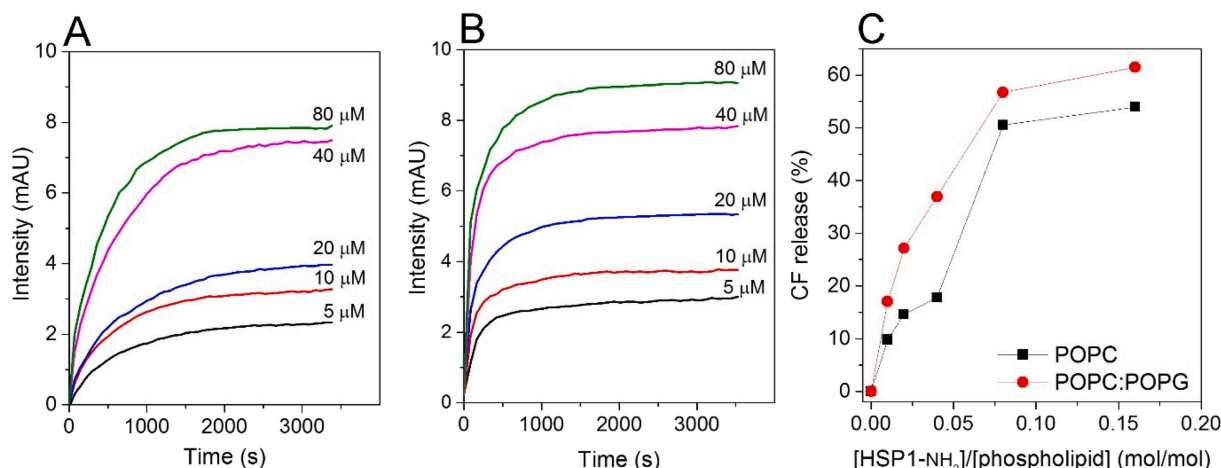 A
Intensity (mAU)
10
8
6
4
2
0
80 μM
40 μM
20 μM
10 μM
5 μM
0 1000 2000 3000
Time (s)
B
Intensity (mAU)
10
8
6
4
2
0
80 μM
40 μM
20 μM
10 μM
5 μM
0 1000 2000 3000
Time (s)
C
CF release (%)
60
50
40
30
20
10
0
POPC
POPC:POPG
0.00 0.05 0.10 0.15 0.20
[HSP1-NH2]/[phospholipid] (mol/mol)